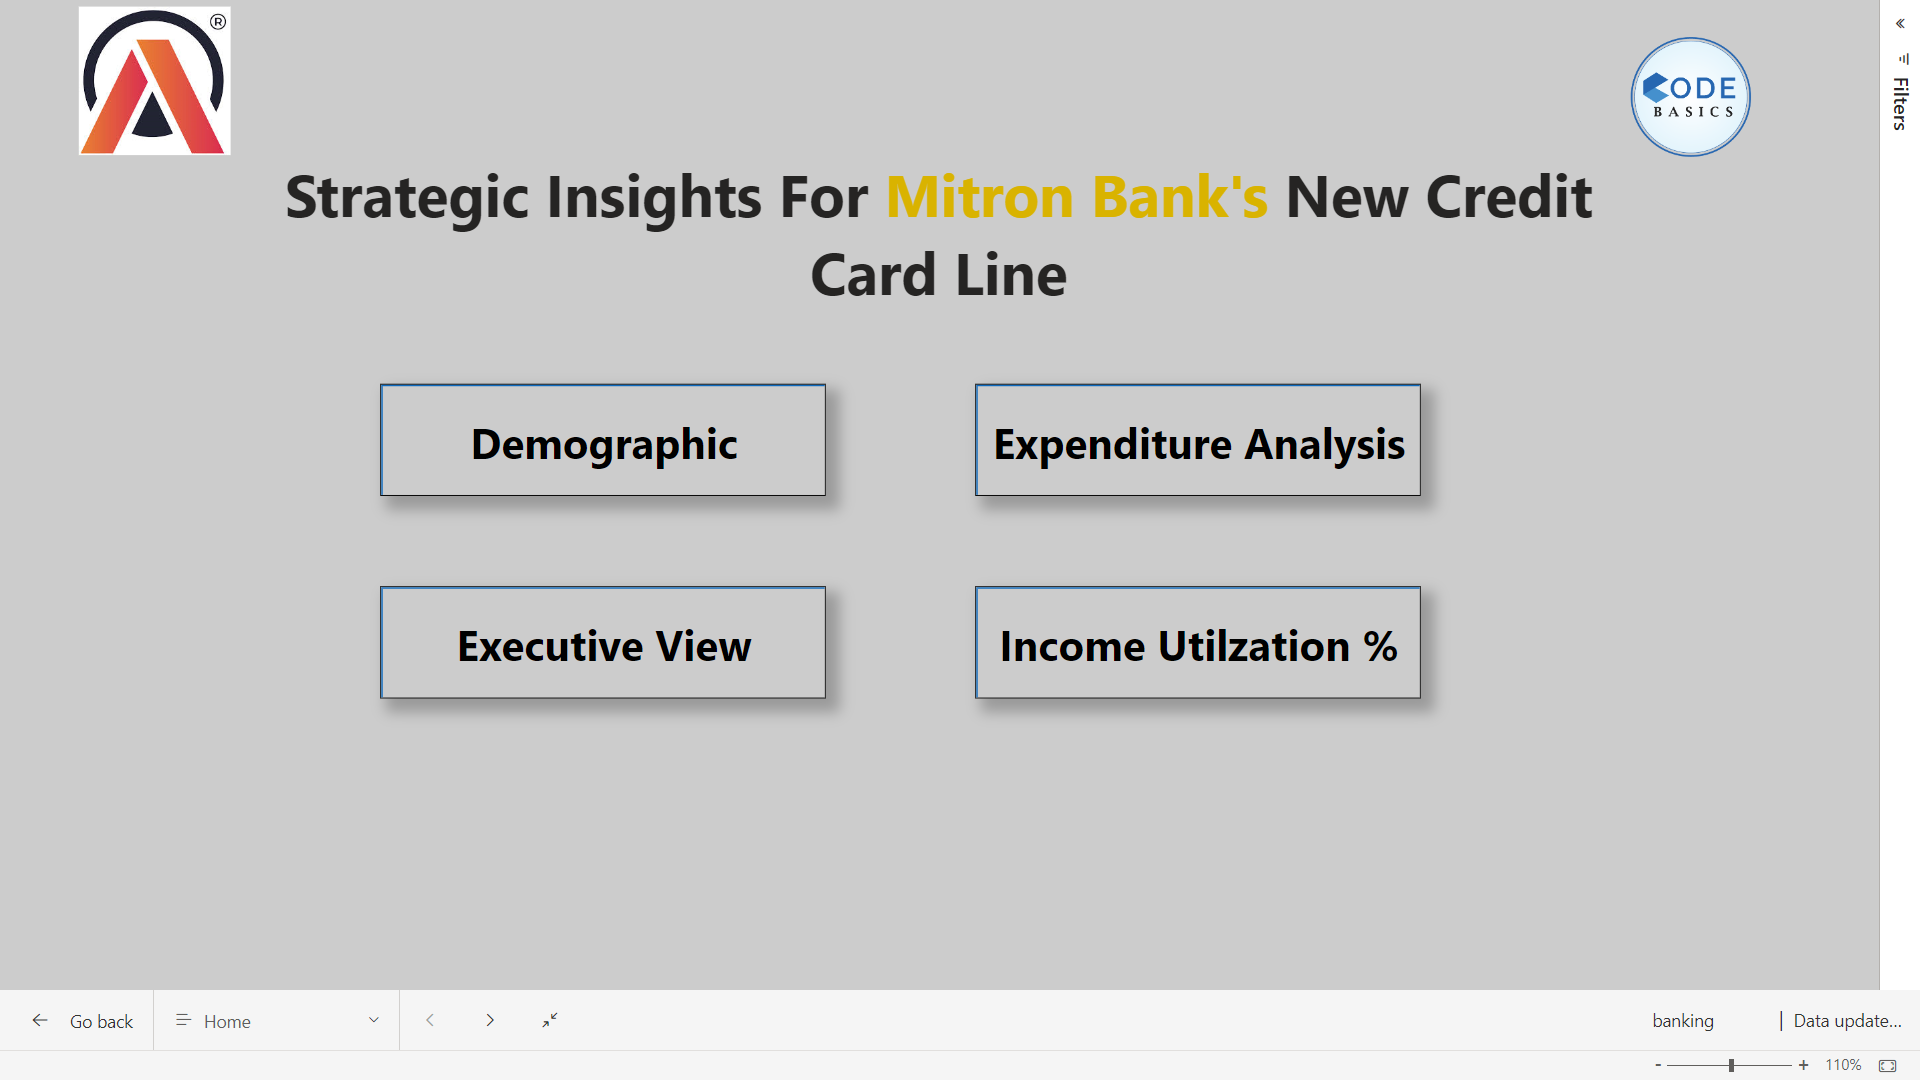 ®
CODE
BASICS
Filters
Strategic Insights For Mitron Bank's New Credit
Card Line
Demographic
Expenditure Analysis
Executive View
Income Utilzation %
Go back
Home
banking
| Data update...
- + 110%